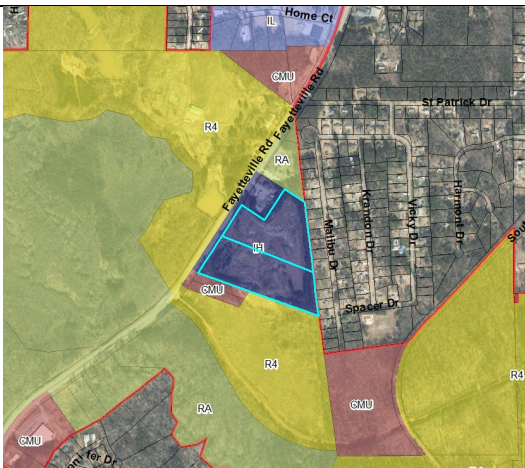 H
Home Ct
IL
CMU
Fayetteville Rd
St Patrick Dr
R4
RA
Fayetteville Rd
Malibu Dr
Krandon Dr
Vicky Dr
Harmont Dr
Sou
IH
CMU
Spacer Dr
R4
R4
RA
CMU
CMU